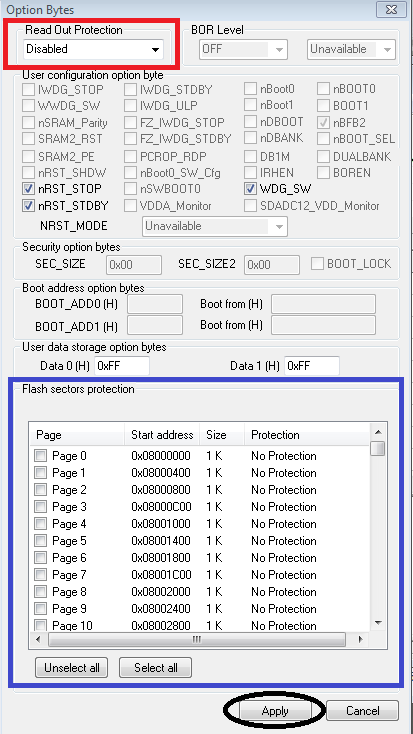 Option Bytes
Read Out Protection
BOR Level
Disabled
OFF
Unavailable
User configuration option byte
IWDG_STOP
IWDG_STDBY
nBoot0
nBOOT0
WWDG_SW
IWDG_ULP
nBoot1
BOOT1
nSRAM_Parity
FZ_IWDG_STOP
nDBOOT
nBFB2
SRAM2_RST
FZ_IWDG_STDBY
nDBANK
nBOOT_SEL
SRAM2_PE
PCROP_RDP
DB1M
DUALBANK
nRST_SHDW
nBoot0_SW_Cfg
IRHEN
BOREN
nRST_STOP
nSWBOOT0
WDG_SW
nRST_STDBY
VDDA_Monitor
SDADC12_VDD_Monitor
NRST_MODE
Unavailable
Security option bytes
SEC_SIZE 0x00 SEC_SIZE2 0x00 BOOT_LOCK
Boot address option bytes
BOOT_ADD0 (H) Boot from (H)
BOOT_ADD1 (H) Boot from (H)
User data storage option bytes
Data 0 (H) 0xFF Data 1 (H) 0xFF
Flash sectors protection
Page Start address Size Protection
Page 0 0x08000000 1 K No Protection
Page 1 0x08000400 1 K No Protection
Page 2 0x08000800 1 K No Protection
Page 3 0x08000C00 1 K No Protection
Page 4 0x08001000 1 K No Protection
Page 5 0x08001400 1 K No Protection
Page 6 0x08001800 1 K No Protection
Page 7 0x08001C00 1 K No Protection
Page 8 0x08002000 1 K No Protection
Page 9 0x08002400 1 K No Protection
Page 10 0x08002800 1 K No Protection
Unselect all Select all
Apply Cancel